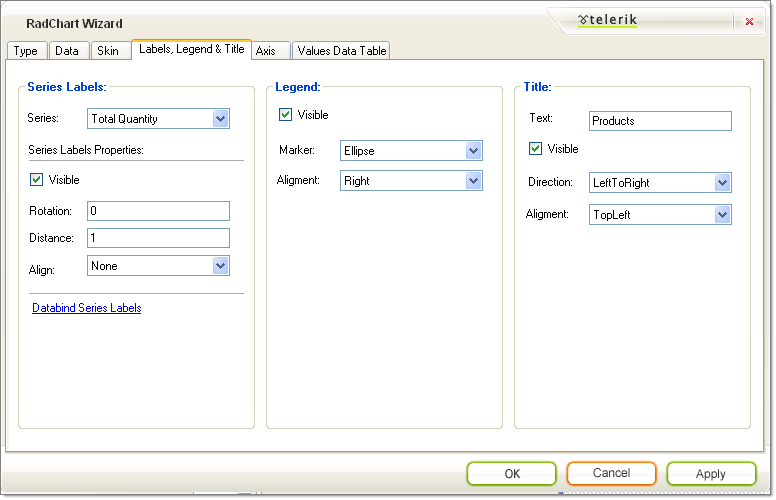 RadChart Wizard
telerik
Type Data Skin Labels, Legend & Title Axis Values Data Table
Series Labels:
Series: Total Quantity
Series Labels Properties:
Visible
Rotation: 0
Distance: 1
Align: None
Databind Series Labels
Legend:
Visible
Marker: Ellipse
Aligment: Right
Title:
Text: Products
Visible
Direction: LeftToRight
Aligment: TopLeft
OK Cancel Apply